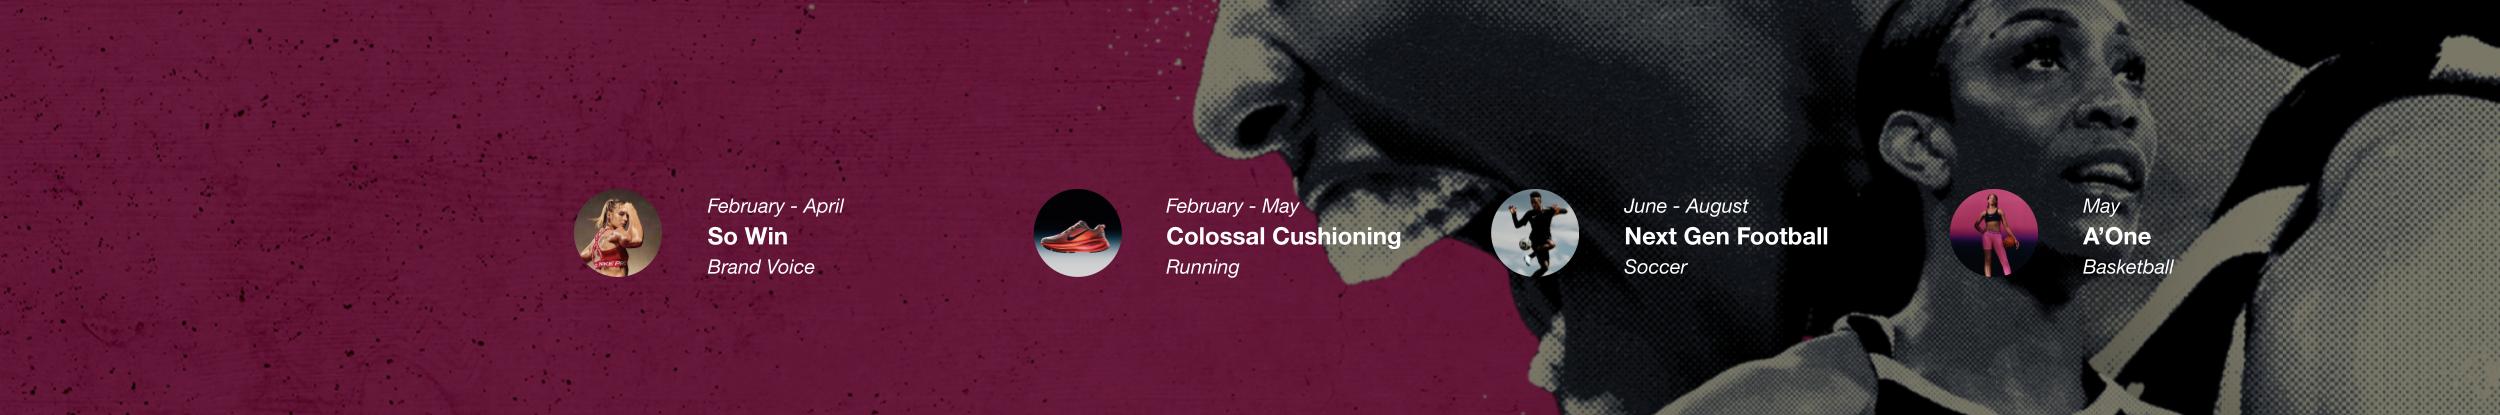 February - April
So Win
Brand Voice
February - May
Colossal Cushioning
Running
June - August
Next Gen Football
Soccer
May
A’One
Basketball